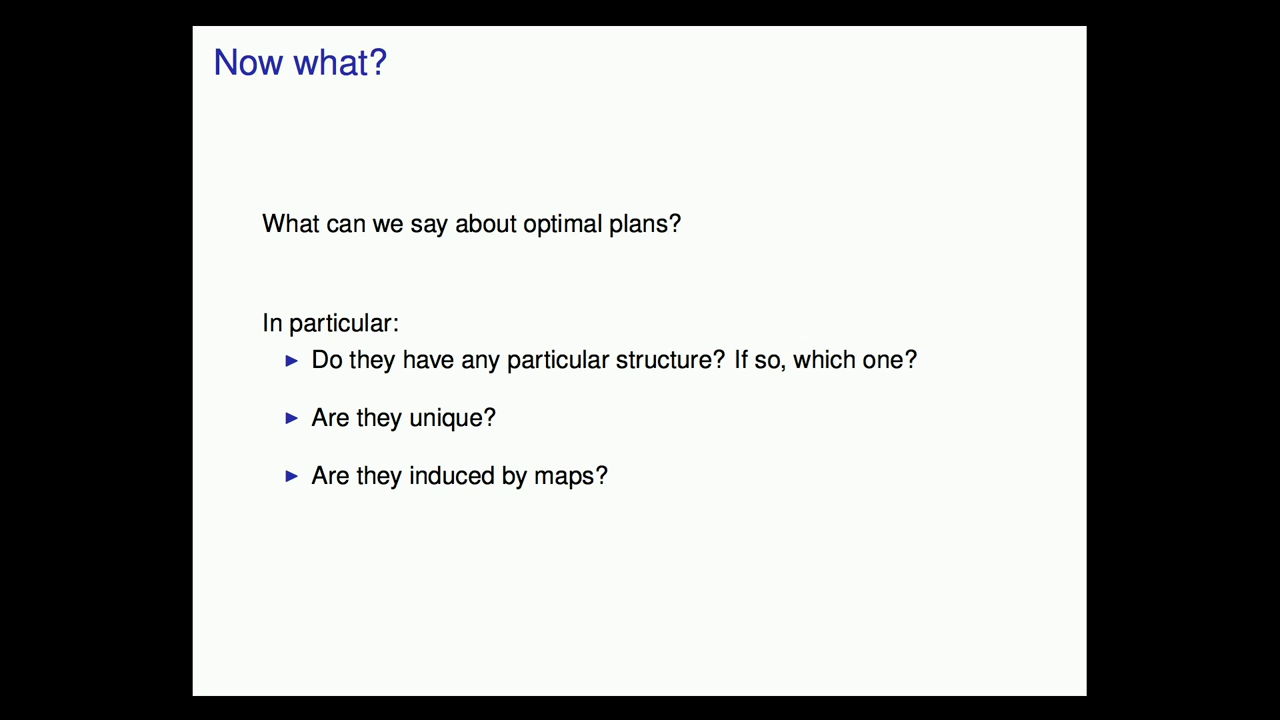 Now what?
What can we say about optimal plans?
In particular:
▶ Do they have any particular structure? If so, which one?
▶ Are they unique?
▶ Are they induced by maps?